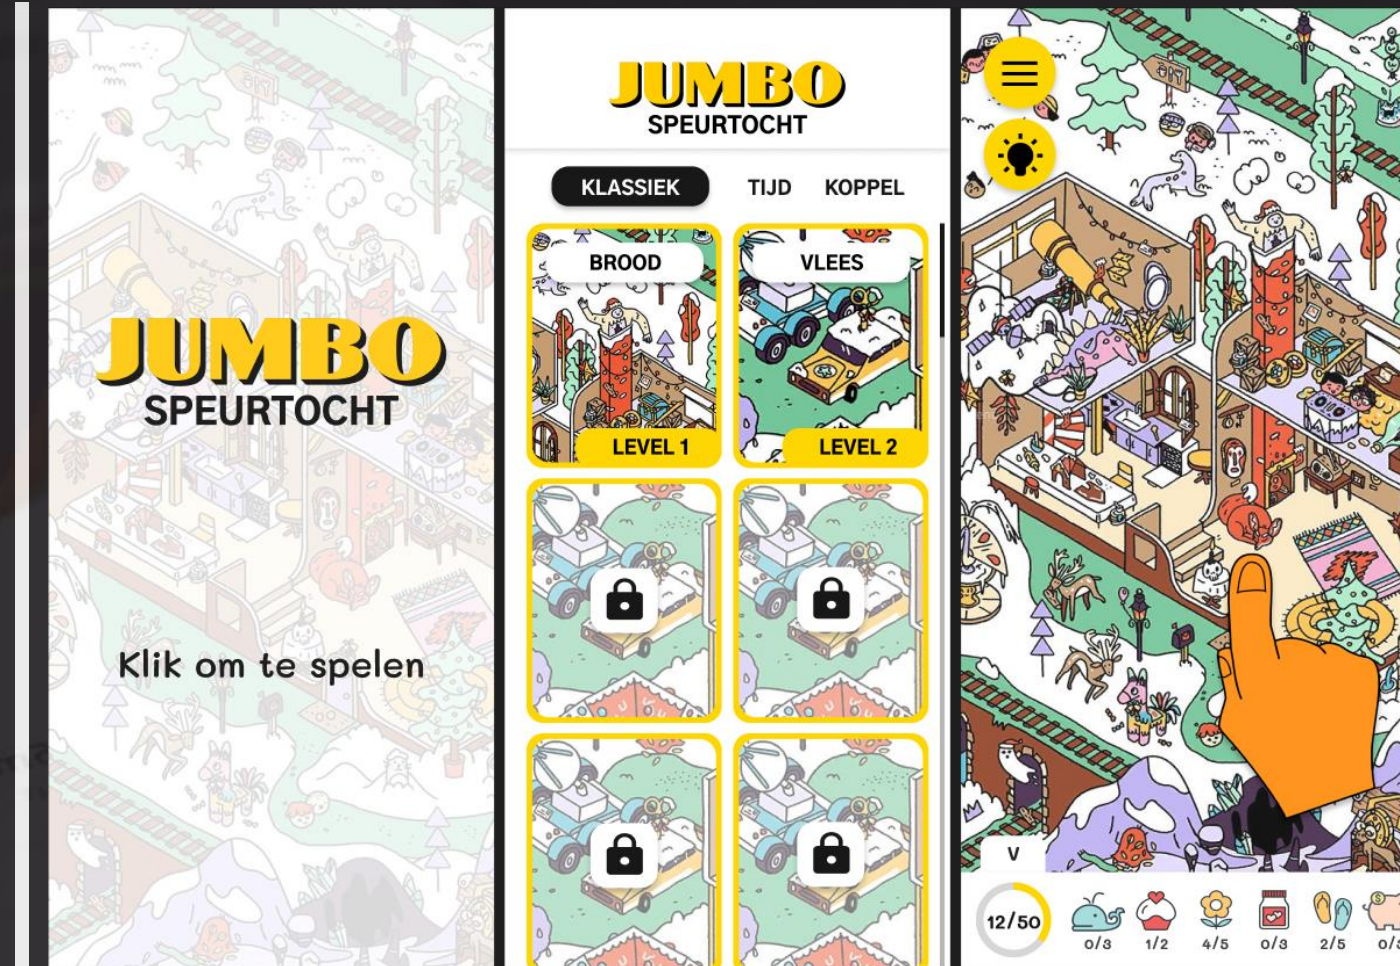 JUMBO
SPEURTOCHT
Klik om te spelen
JUMBO
SPEURTOCHT
KLASSIEK
TIJD
KOPPEL
BROOD
LEVEL 1
VLEES
LEVEL 2
DIY
V
12/50
0/3
1/2
4/5
0/3
2/5